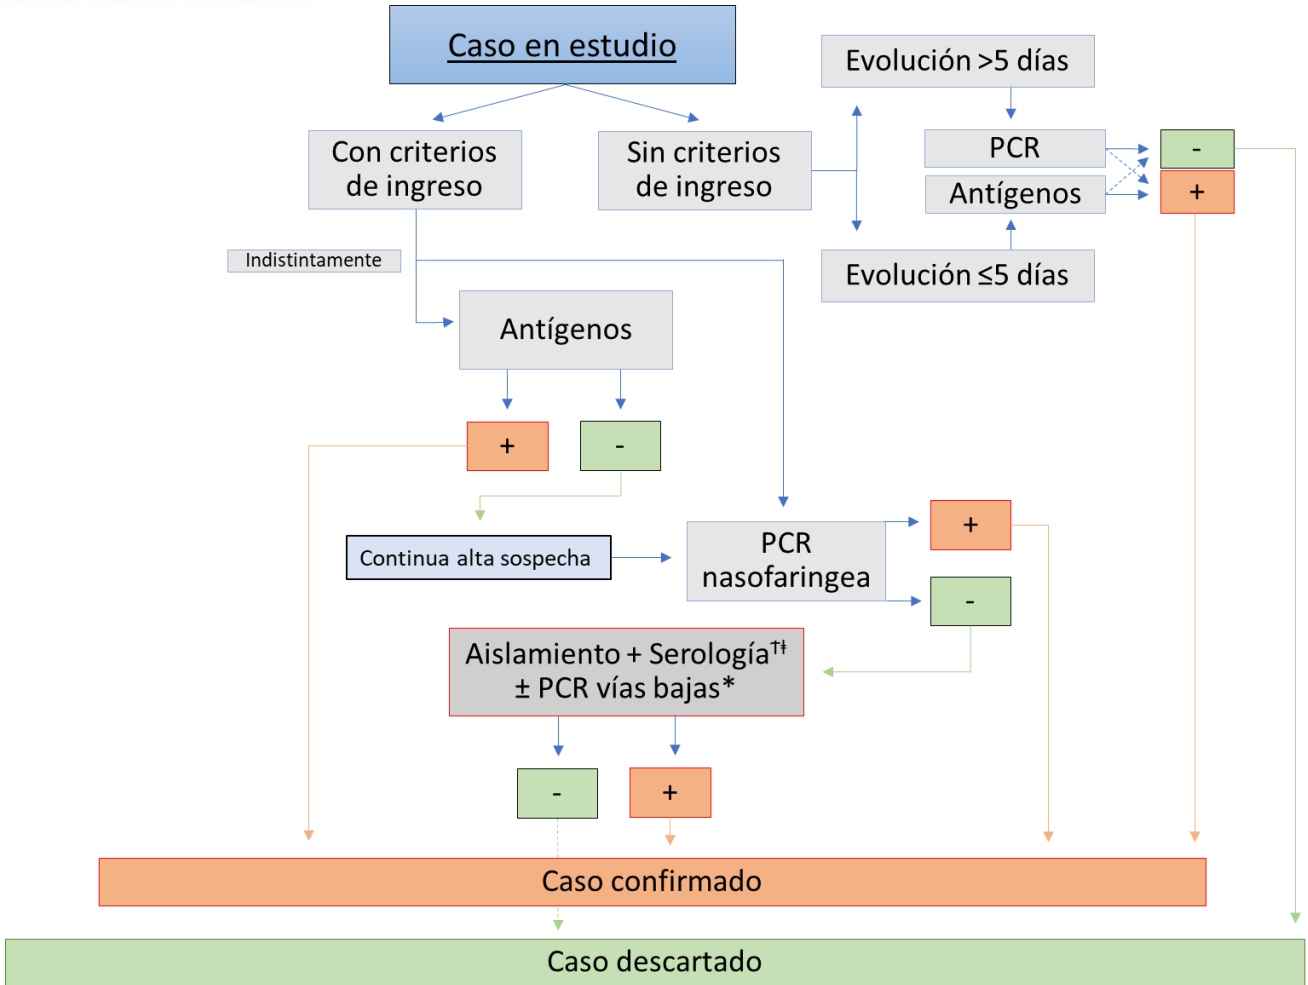 Caso en estudio
Evolución >5 días
Con criterios
de ingreso
Sin criterios
de ingreso
PCR
-
Antígenos
+
Indistintamente
Evolución ≤5 días
Antígenos
+
-
Continua alta sospecha
PCR
nasofaringea
+
-
Aislamiento + Serología†ǂ
± PCR vías bajas*
-
+
Caso confirmado
Caso descartado